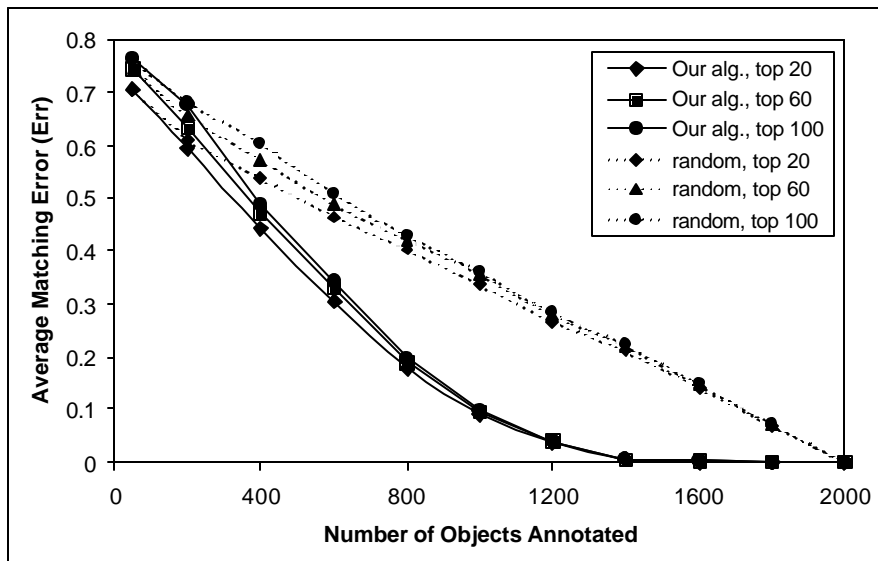 0.8
0.7
0.6
0.5
0.4
0.3
0.2
0.1
0
Average Matching Error (Err)
Our alg., top 20
Our alg., top 60
Our alg., top 100
random, top 20
random, top 60
random, top 100
0 400 800 1200 1600 2000
Number of Objects Annotated